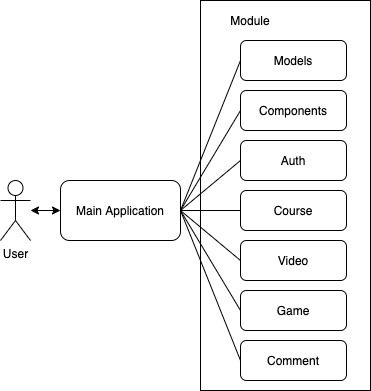 Module
Models
Components
Auth
Main Application
Course
User
Video
Game
Comment